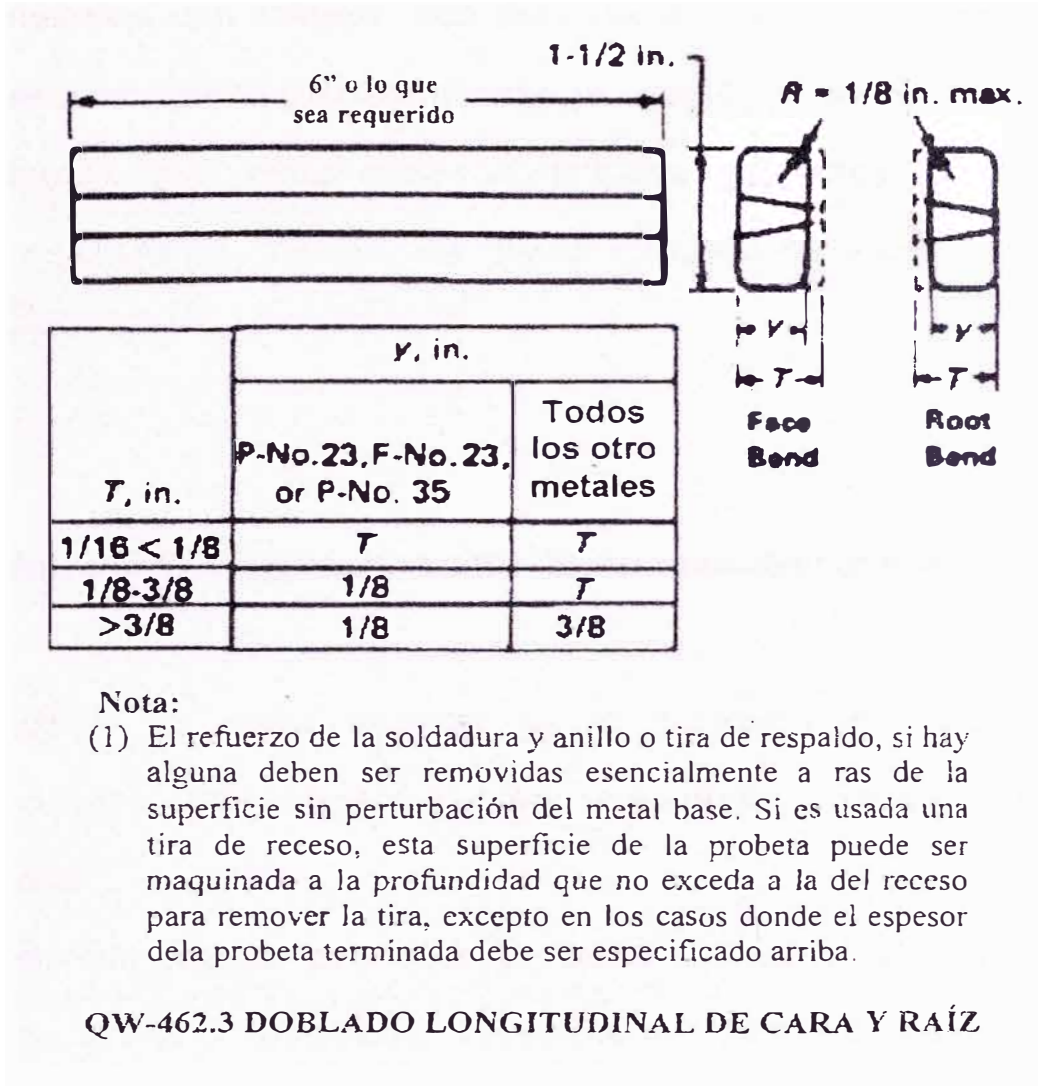 1-1/2 in.
6” o lo que
sea requerido
R = 1/8 in. max.
y
T
y
T
Face
Bend
Root
Bend
y, in.
T, in.
P-No.23, F-No.23,
or P-No. 35
Todos
los otro
metales
1/16 < 1/8 T T
1/8-3/8 1/8 T
>3/8 1/8 3/8
Nota:
(1) El refuerzo de la soldadura y anillo o tira de respaldo, si hay
alguna deben ser removidas esencialmente a ras de la
superficie sin perturbación del metal base. Si es usada una
tira de receso, esta superficie de la probeta puede ser
maquinada a la profundidad que no exceda a la del receso
para remover la tira, excepto en los casos donde el espesor
dela probeta terminada debe ser especificado arriba.
QW-462.3 DOBLADO LONGITUDINAL DE CARA Y RAÍZ